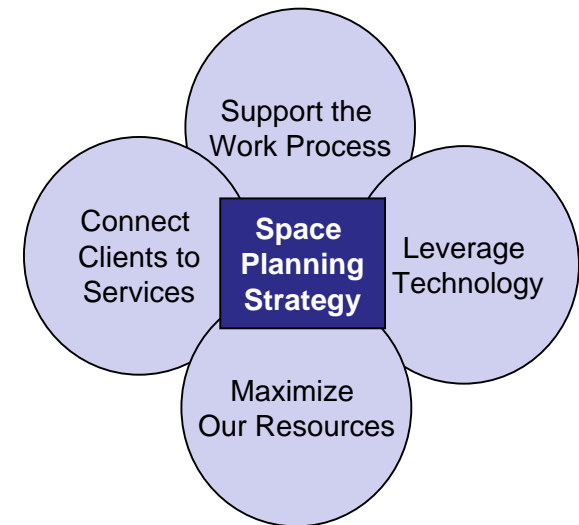 Support the
Work Process
Connect
Clients to
Services
Space
Planning
Strategy
Leverage
Technology
Maximize
Our Resources